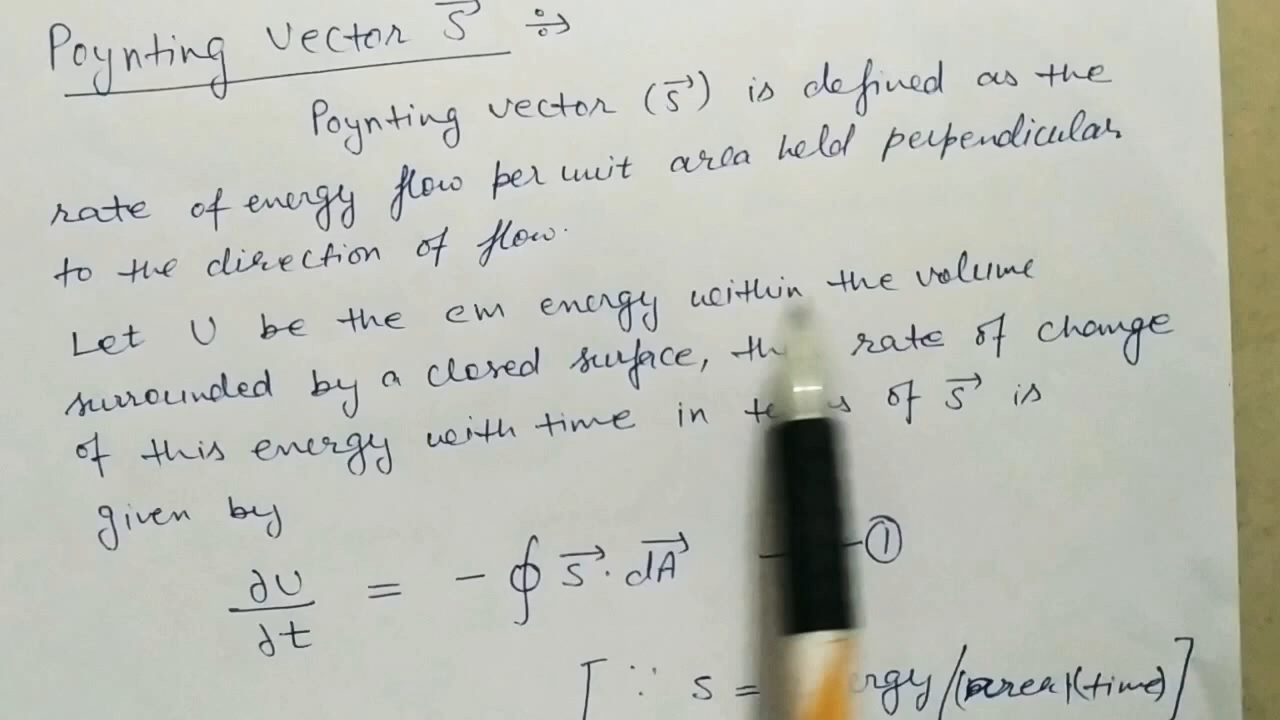 Poynting vector S⃗ ÷→
Poynting vector (S⃗) is defined as the
rate of energy flow per unit area held perpendicular
to the direction of flow.
Let U be the em energy within the volume
surrounded by a closed surface, rate of change
of this energy with time in of S⃗ is
given by
∂U/∂t = - ∮ S⃗. dA⃗ — - ①
[ ∵ S = /(area)(time)]